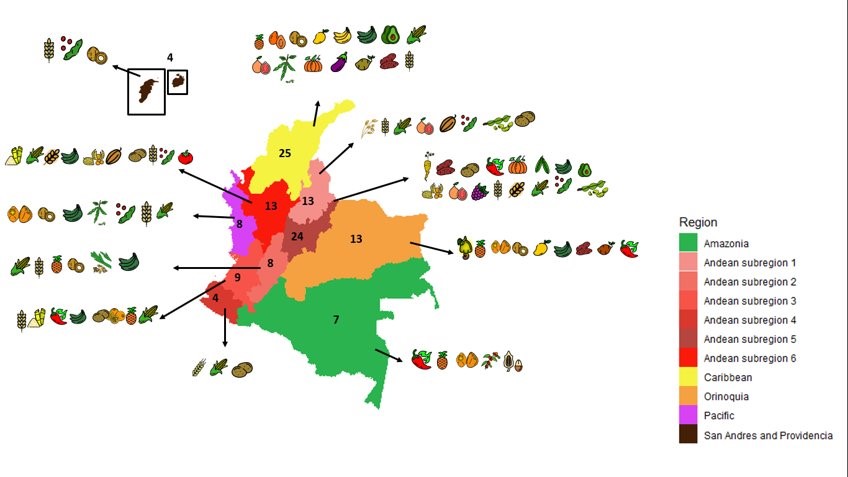 4
25
13
13
8
24
13
8
9
4
7
Region
Amazonia
Andean subregion 1
Andean subregion 2
Andean subregion 3
Andean subregion 4
Andean subregion 5
Andean subregion 6
Caribbean
Orinoquia
Pacific
San Andres and Providencia